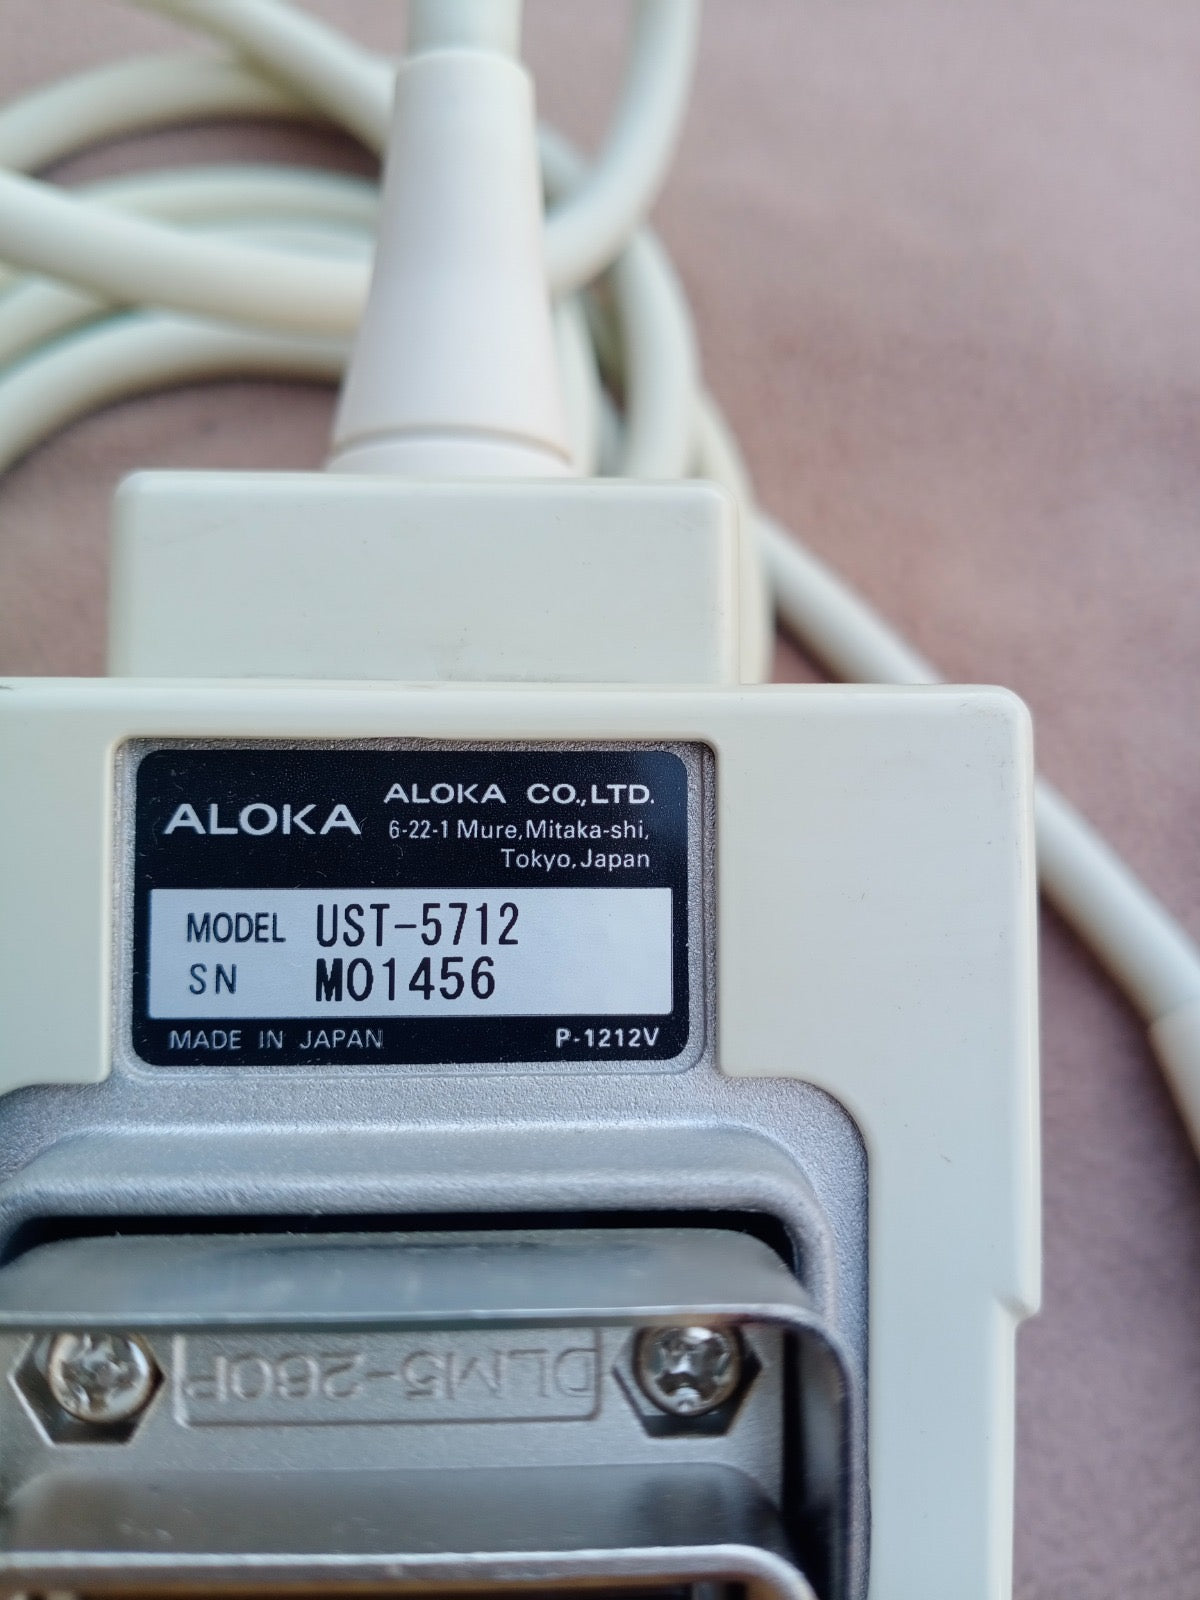 ALOKA
ALOKA CO.,LTD.
6-22-1 Mure,Mitaka-shi,
Tokyo,Japan
MODEL UST-5712
SN M01456
MADE IN JAPAN P-1212V
DLM5-260P